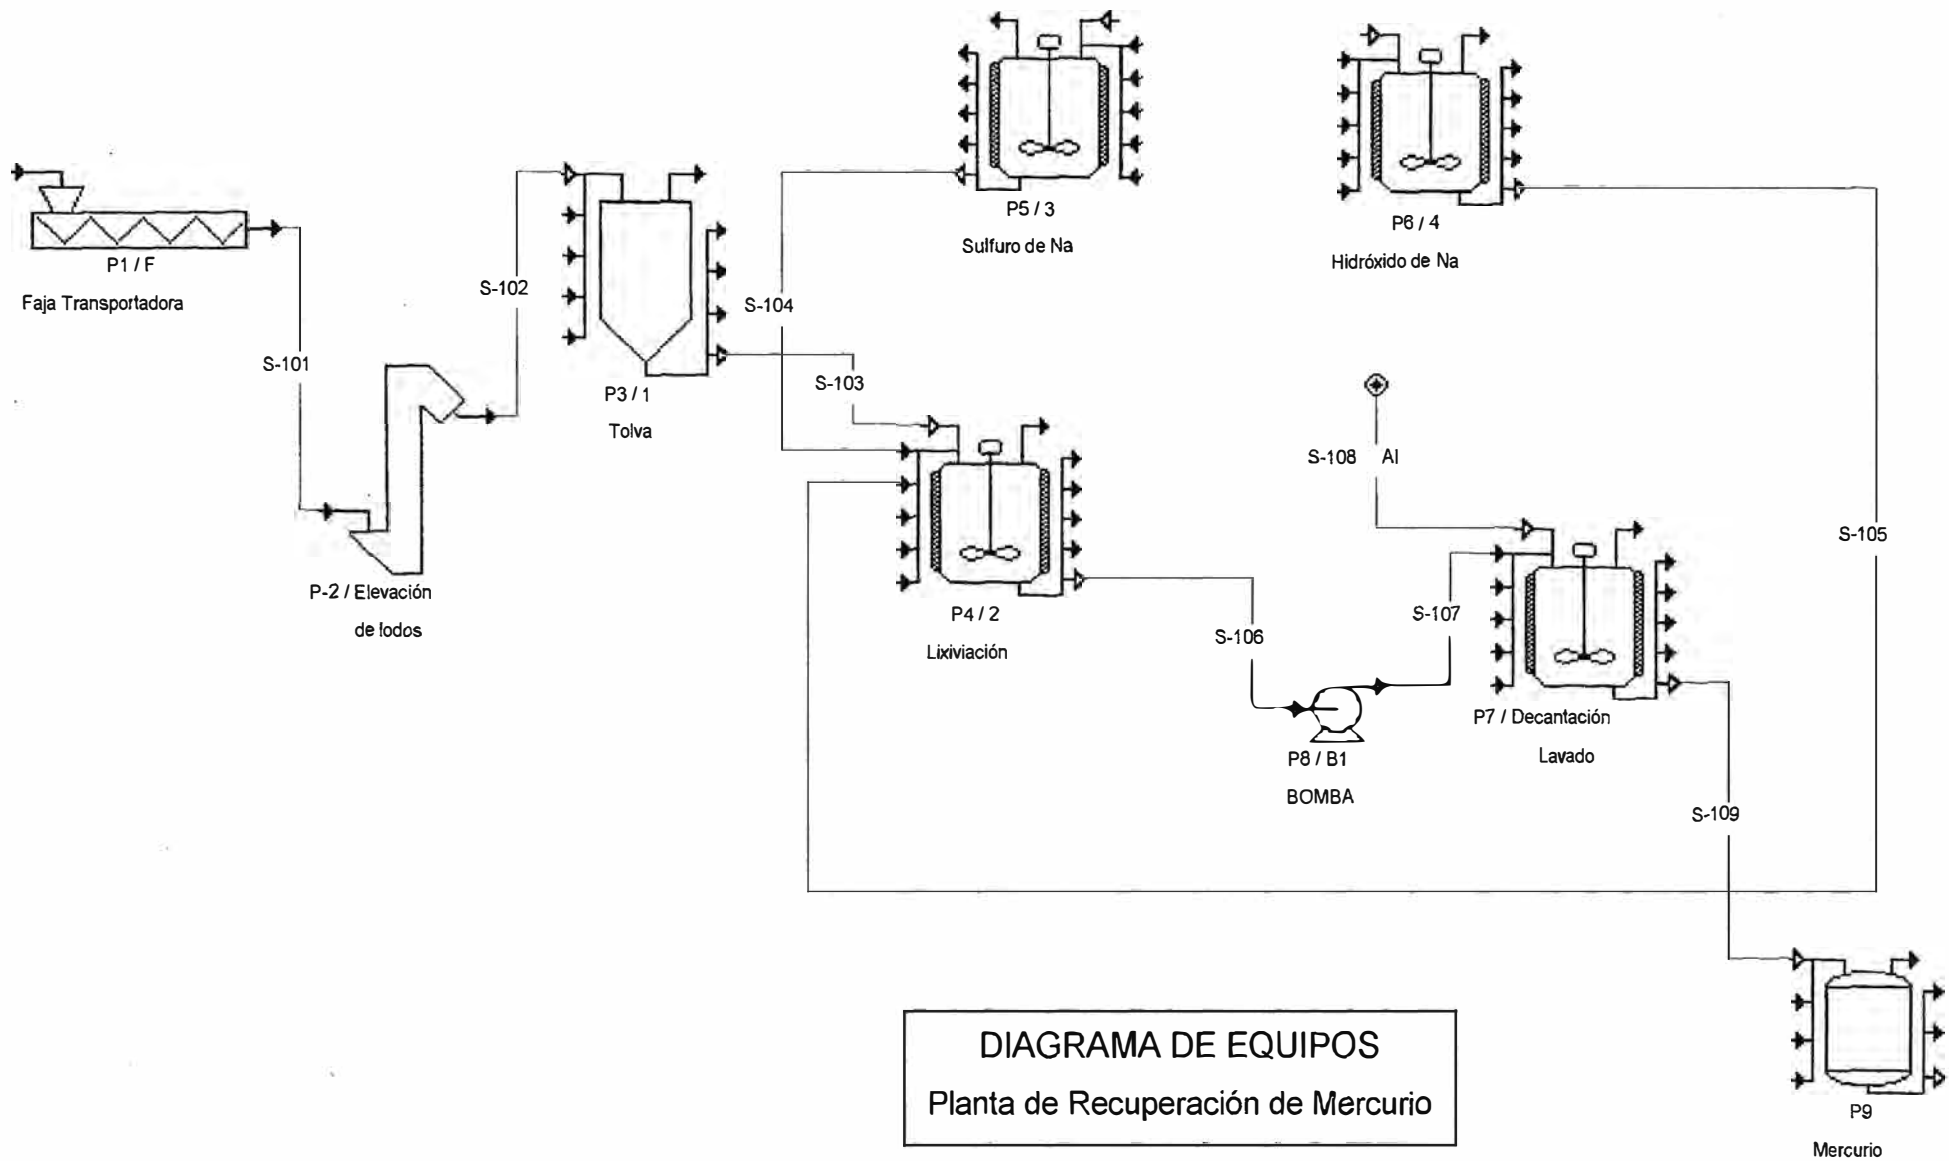 P5 / 3
Sulfuro de Na
P6 / 4
Hidróxido de Na
P1 / F
Faja Transportadora
S-101
S-102
P3 / 1
Tolva
S-104
S-103
P-2 / Elevación
de lodos
P4 / 2
Lixiviación
S-108 Al
S-105
S-106
S-107
P8 / B1
BOMBA
P7 / Decantación
Lavado
S-109
DIAGRAMA DE EQUIPOS
Planta de Recuperación de Mercurio
P9
Mercurio